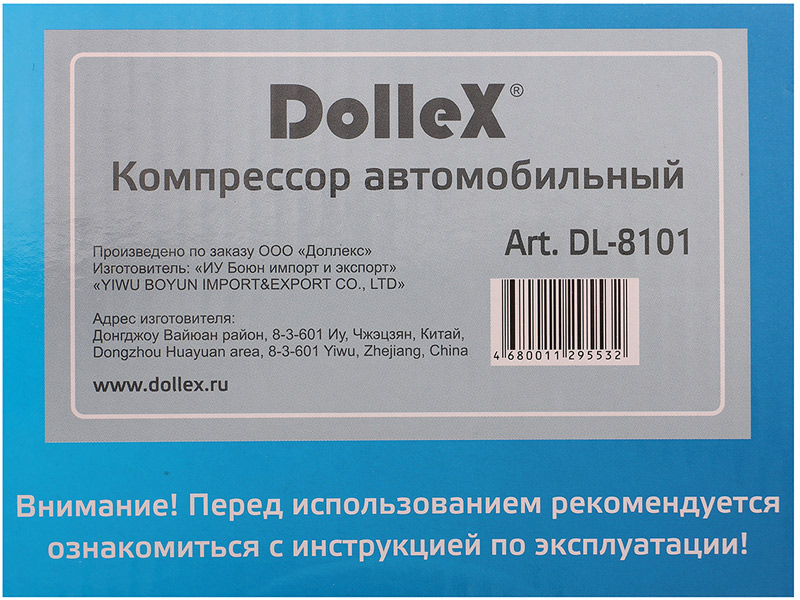 DolleX®
Компрессор автомобильный
Art. DL-8101
Произведено по заказу ООО «Доллекс»
Изготовитель: «ИУ Боюн импорт и экспорт»
«YIWU BOYUN IMPORT&EXPORT CO., LTD»
Адрес изготовителя:
Донгджоу Вайюан район, 8-3-601 Иу, Чжэцзян, Китай,
Dongzhou Huayuan area, 8-3-601 Yiwu, Zhejiang, China
www.dollex.ru
4 680011 295532
Внимание! Перед использованием рекомендуется
ознакомиться с инструкцией по эксплуатации!